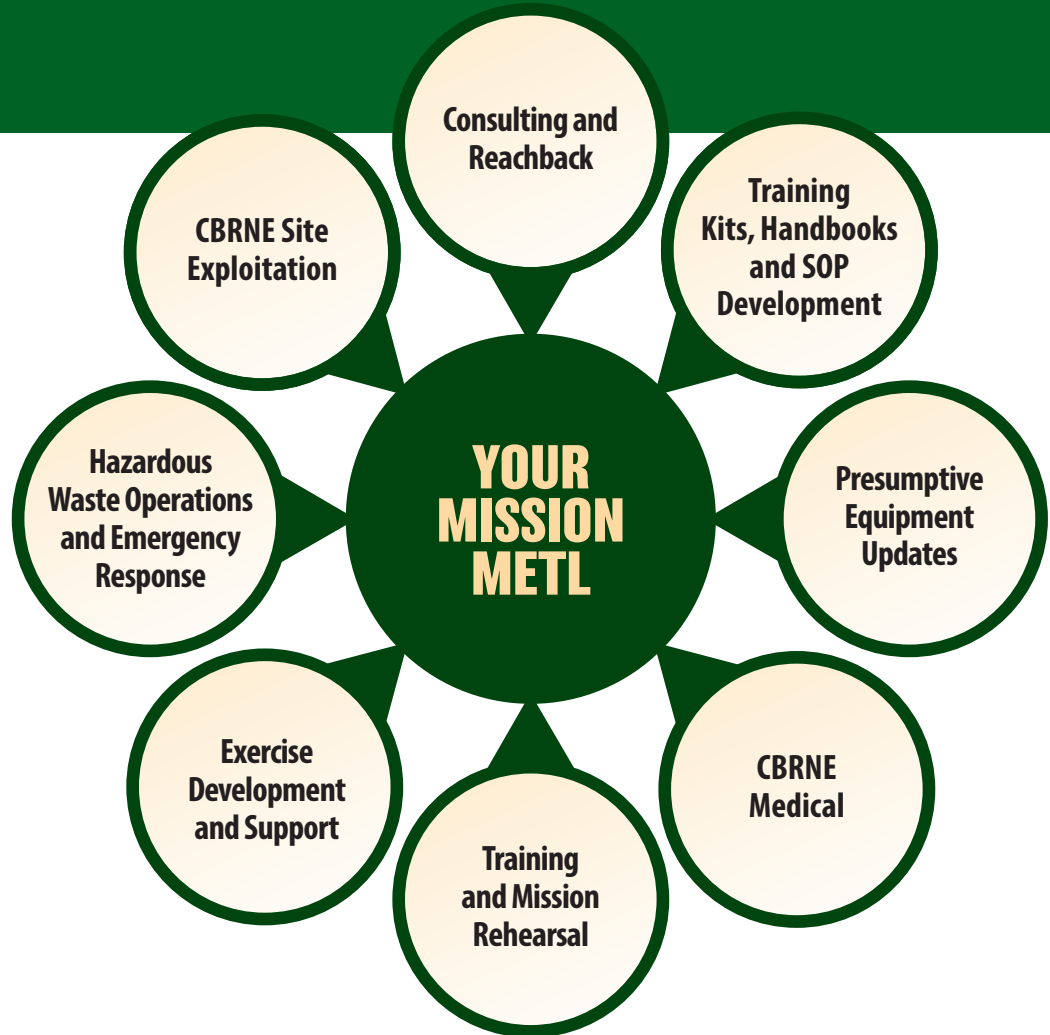 Consulting and
Reachback
Training
Kits, Handbooks
and SOP
Development
CBRNE Site
Exploitation
YOUR
MISSION
METL
Presumptive
Equipment
Updates
Hazardous
Waste Operations
and Emergency
Response
CBRNE
Medical
Exercise
Development
and Support
Training
and Mission
Rehearsal